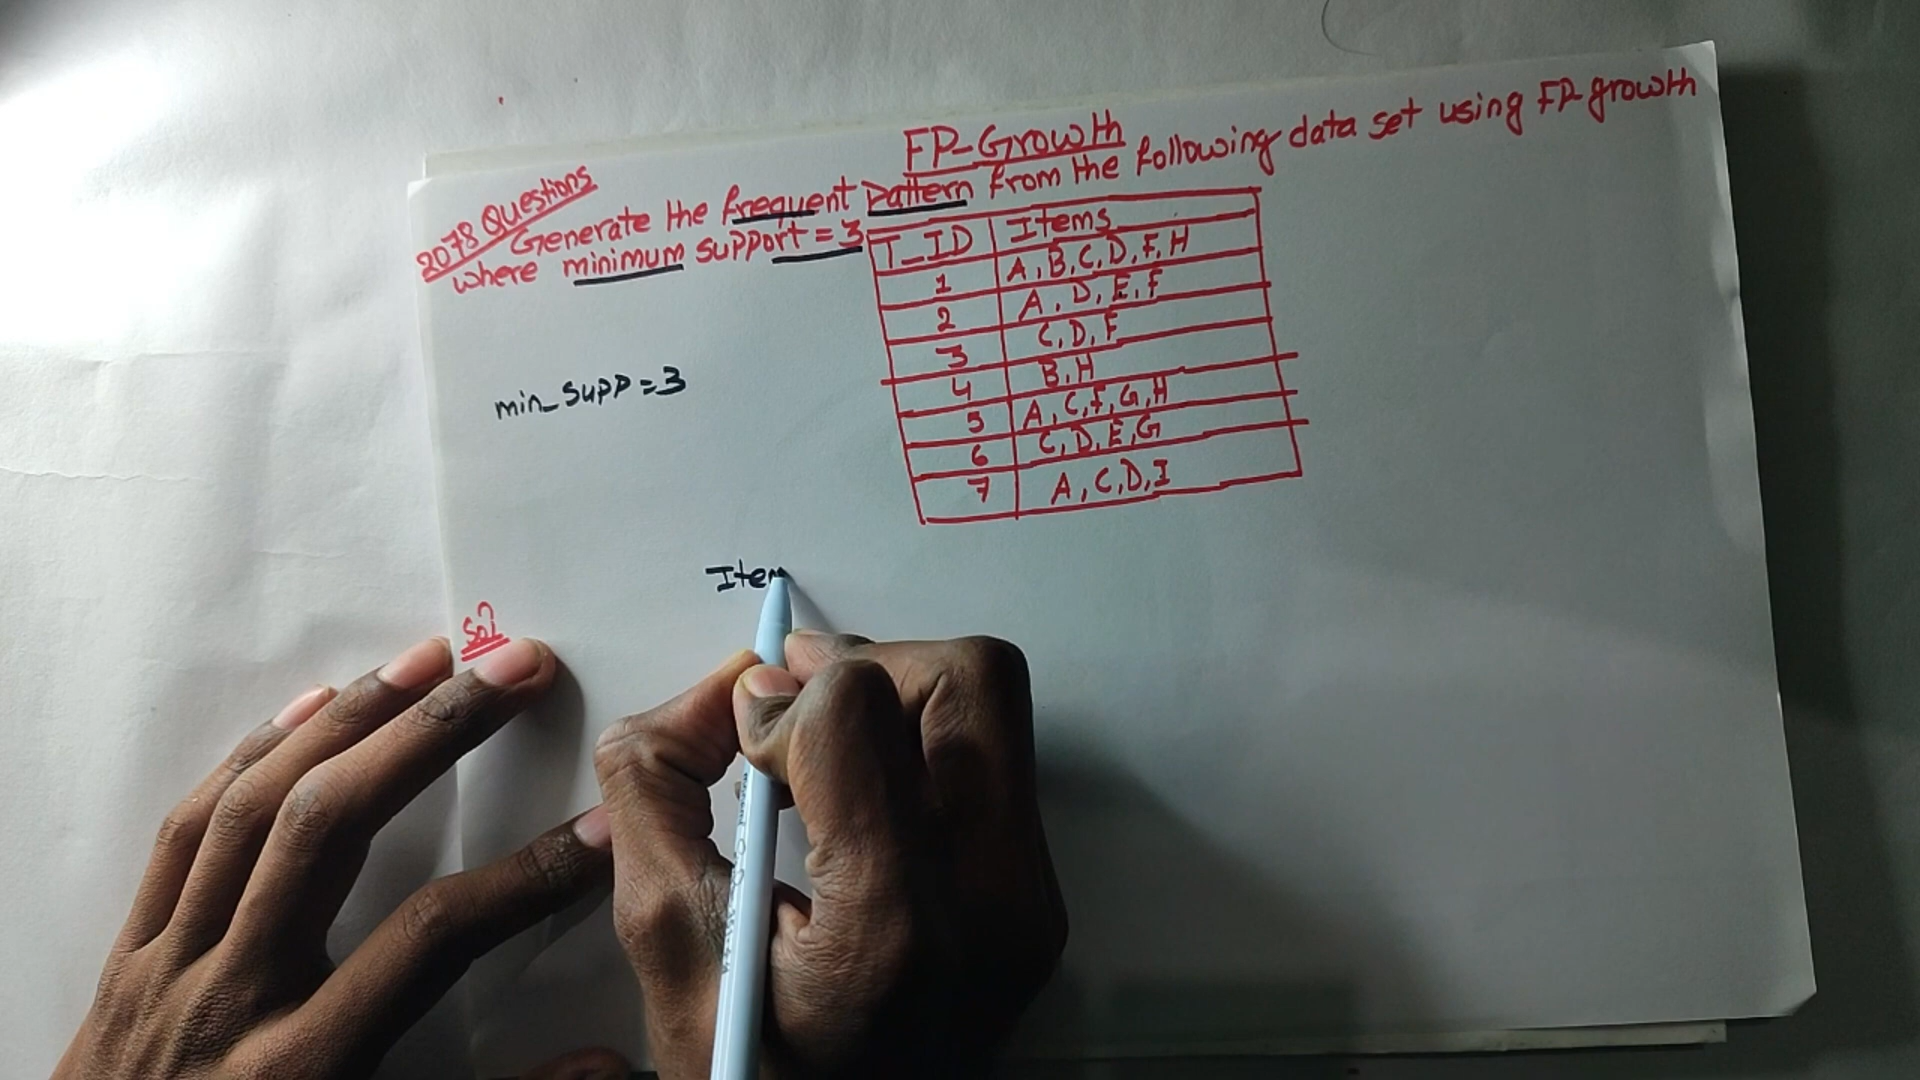 FP-Growth
2078 Questions
Generate the frequent pattern from the following data set using FP-growth
where minimum support = 3
T_ID Items
1 A, B, C, D, F, H
2 A, D, E, F
3 C, D, F
4 B, H
5 A, C, F, G, H
6 C, D, E, G
7 A, C, D, I
min_supp = 3
Item
Sol